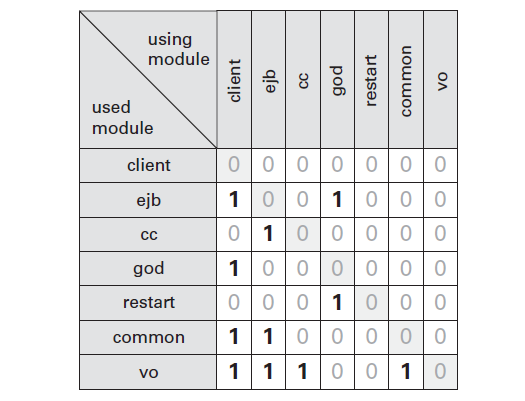 using
module
used
module
client ejb cc god restart common vo
client 0 0 0 0 0 0 0
ejb 1 0 0 1 0 0 0
cc 0 1 0 0 0 0 0
god 1 0 0 0 0 0 0
restart 0 0 0 1 0 0 0
common 1 1 0 0 0 0 0
vo 1 1 1 0 0 1 0